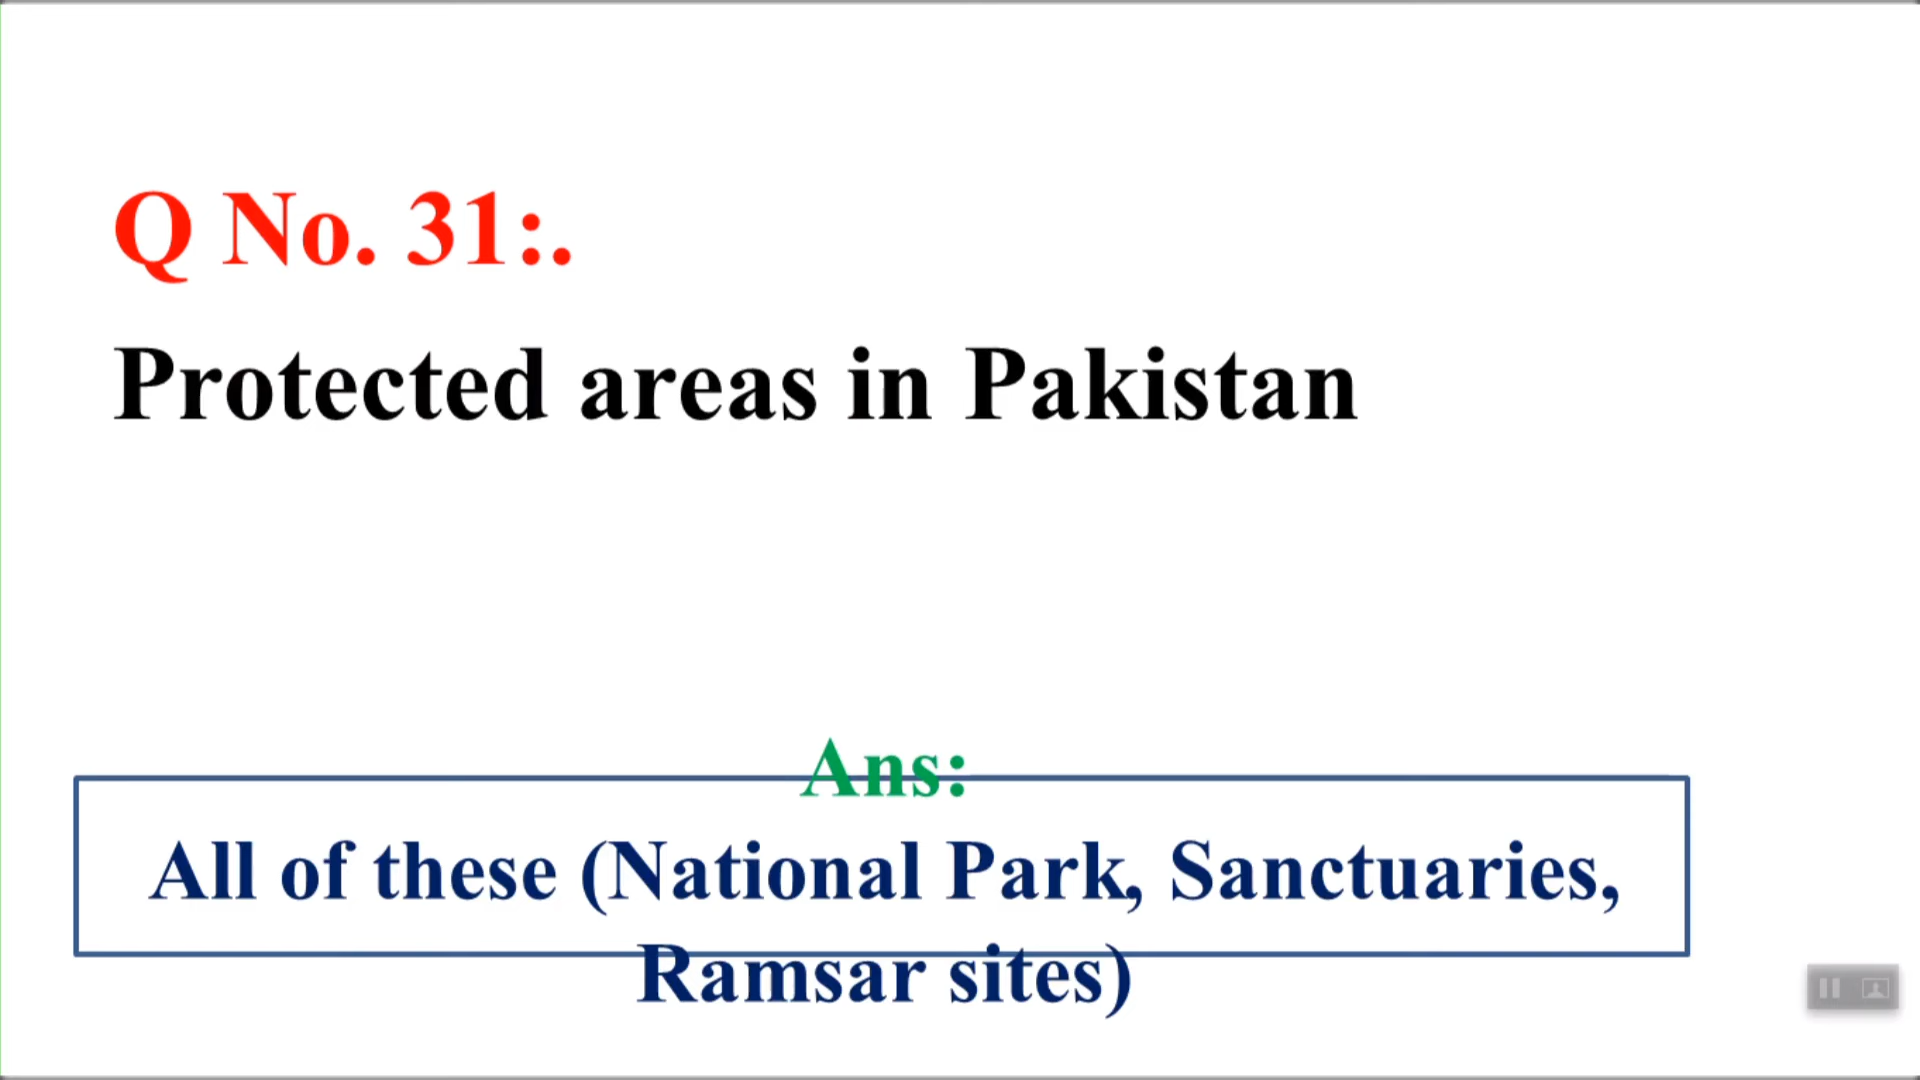 Q No. 31:.
Protected areas in Pakistan
Ans:
All of these (National Park, Sanctuaries,
Ramsar sites)